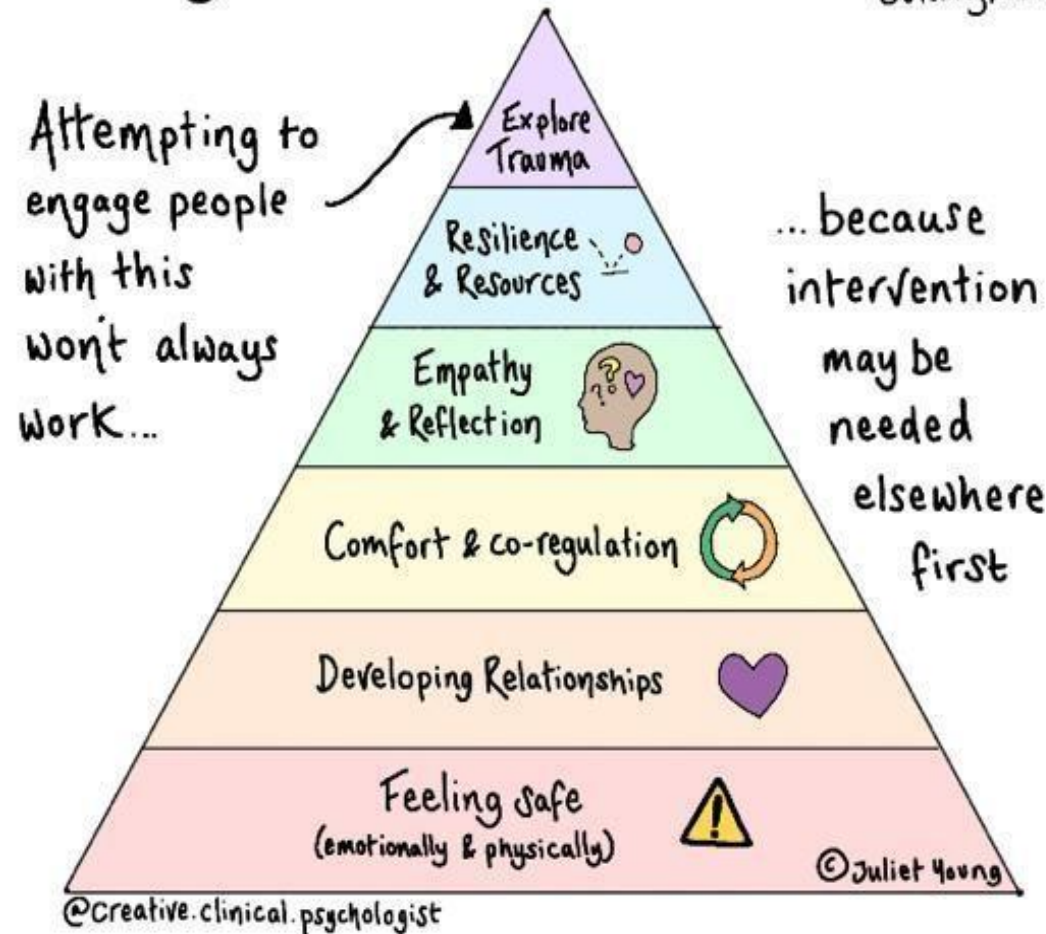 Attempting to
engage people
with this
won't always
work...
Explore
Trauma
Resilience
& Resources
Empathy
& Reflection
Comfort & co-regulation
Developing Relationships
Feeling safe
(emotionally & physically)
...because
intervention
may be
needed
elsewhere
first
© Juliet Young
@creative.clinical.psychologist